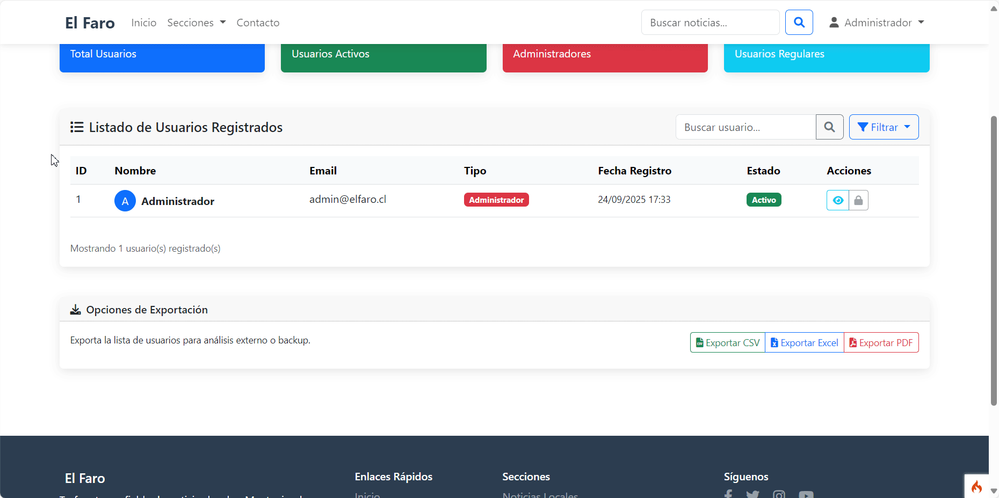 El Faro Inicio Secciones Contacto Buscar noticias... Administrador
Total Usuarios Usuarios Activos Administradores Usuarios Regulares
Listado de Usuarios Registrados Buscar usuario... Filtrar
ID Nombre Email Tipo Fecha Registro Estado Acciones
1 A Administrador admin@elfaro.cl Administrador 24/09/2025 17:33 Activo
Mostrando 1 usuario(s) registrado(s)
Opciones de Exportación
Exporta la lista de usuarios para análisis externo o backup. Exportar CSV Exportar Excel Exportar PDF
El Faro Enlaces Rápidos Secciones Síguenos
Inicio Noticias Locales